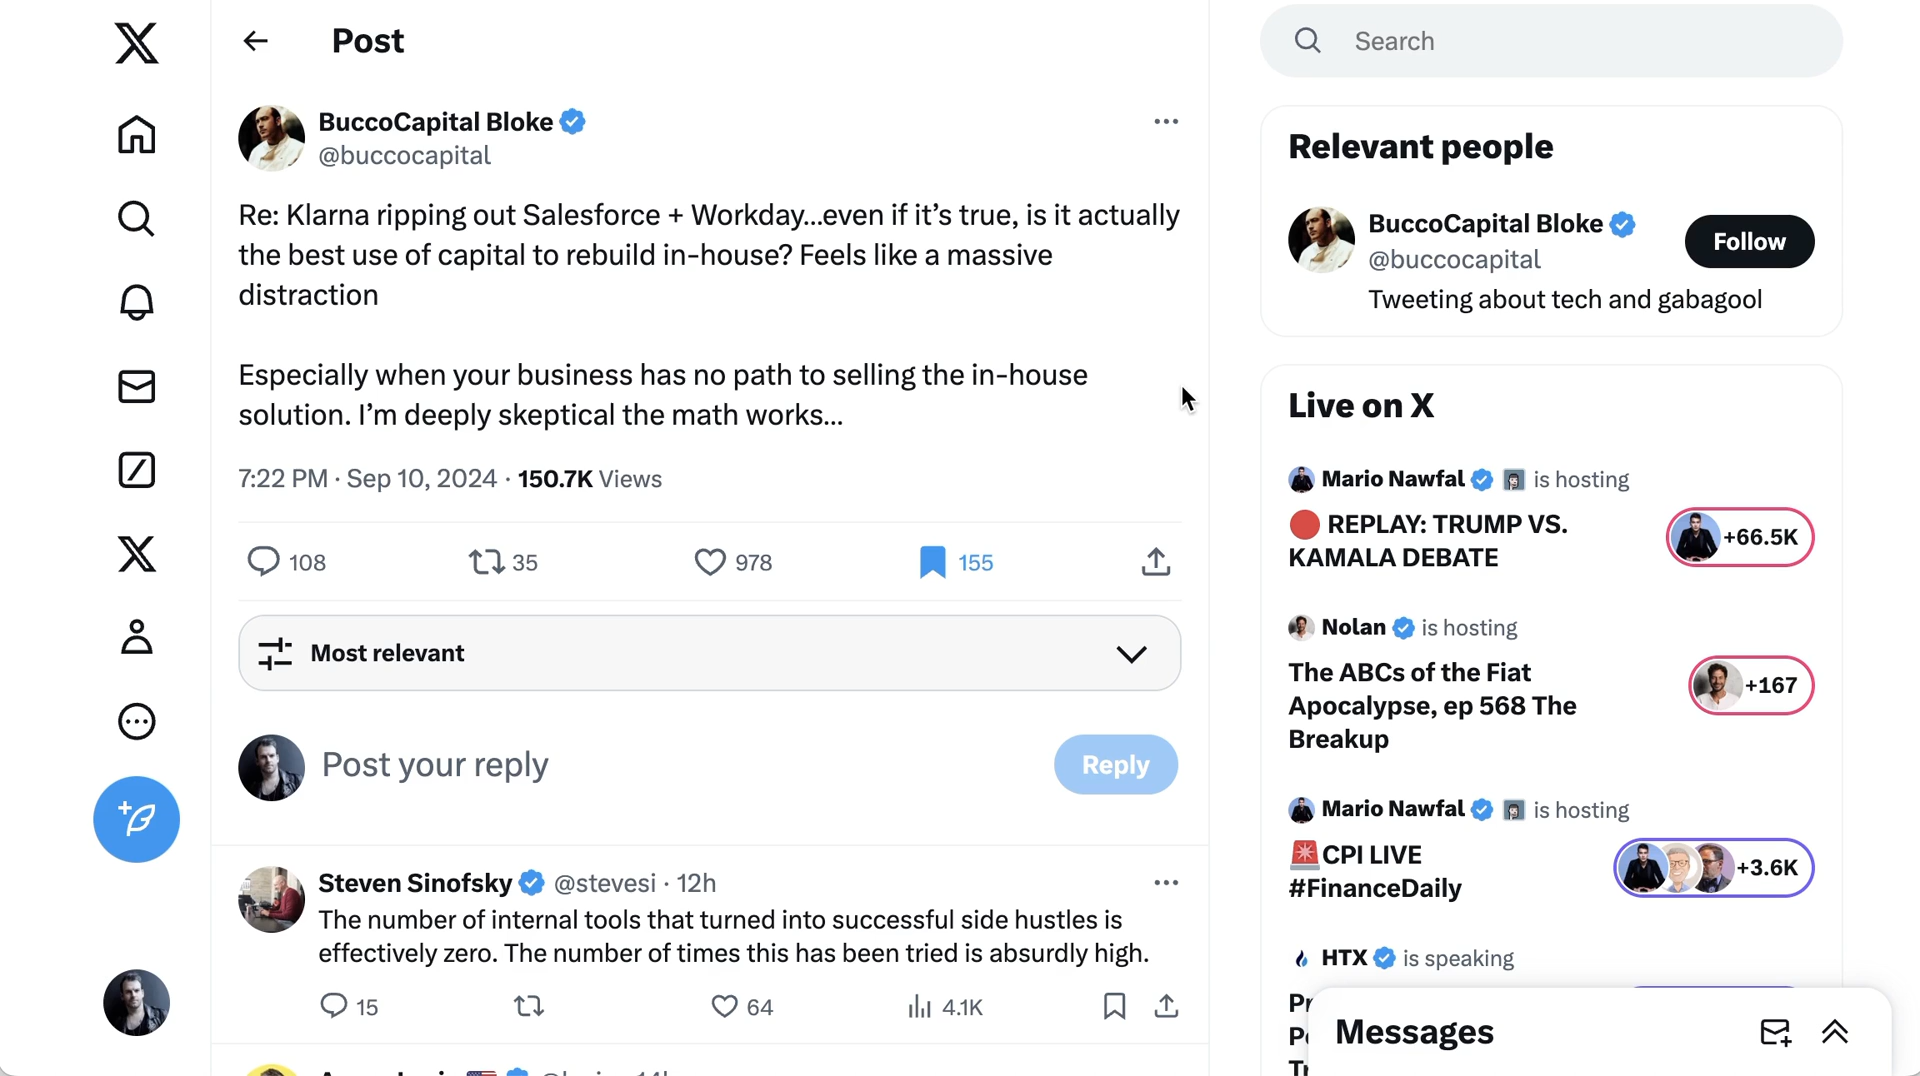 Post
BuccoCapital Bloke
@buccocapital
Re: Klarna ripping out Salesforce + Workday...even if it’s true, is it actually
the best use of capital to rebuild in-house? Feels like a massive
distraction
Especially when your business has no path to selling the in-house
solution. I’m deeply skeptical the math works...
7:22 PM · Sep 10, 2024 · 150.7K Views
108 35 978 155
Most relevant
Post your reply
Reply
Steven Sinofsky @stevesi · 12h
The number of internal tools that turned into successful side hustles is
effectively zero. The number of times this has been tried is absurdly high.
15 64 4.1K
Search
Relevant people
BuccoCapital Bloke
@buccocapital
Follow
Tweeting about tech and gabagool
Live on X
Mario Nawfal is hosting
REPLAY: TRUMP VS.
KAMALA DEBATE
+66.5K
Nolan is hosting
The ABCs of the Fiat
Apocalypse, ep 568 The
Breakup
+167
Mario Nawfal is hosting
CPI LIVE
#FinanceDaily
+3.6K
HTX is speaking
Messages